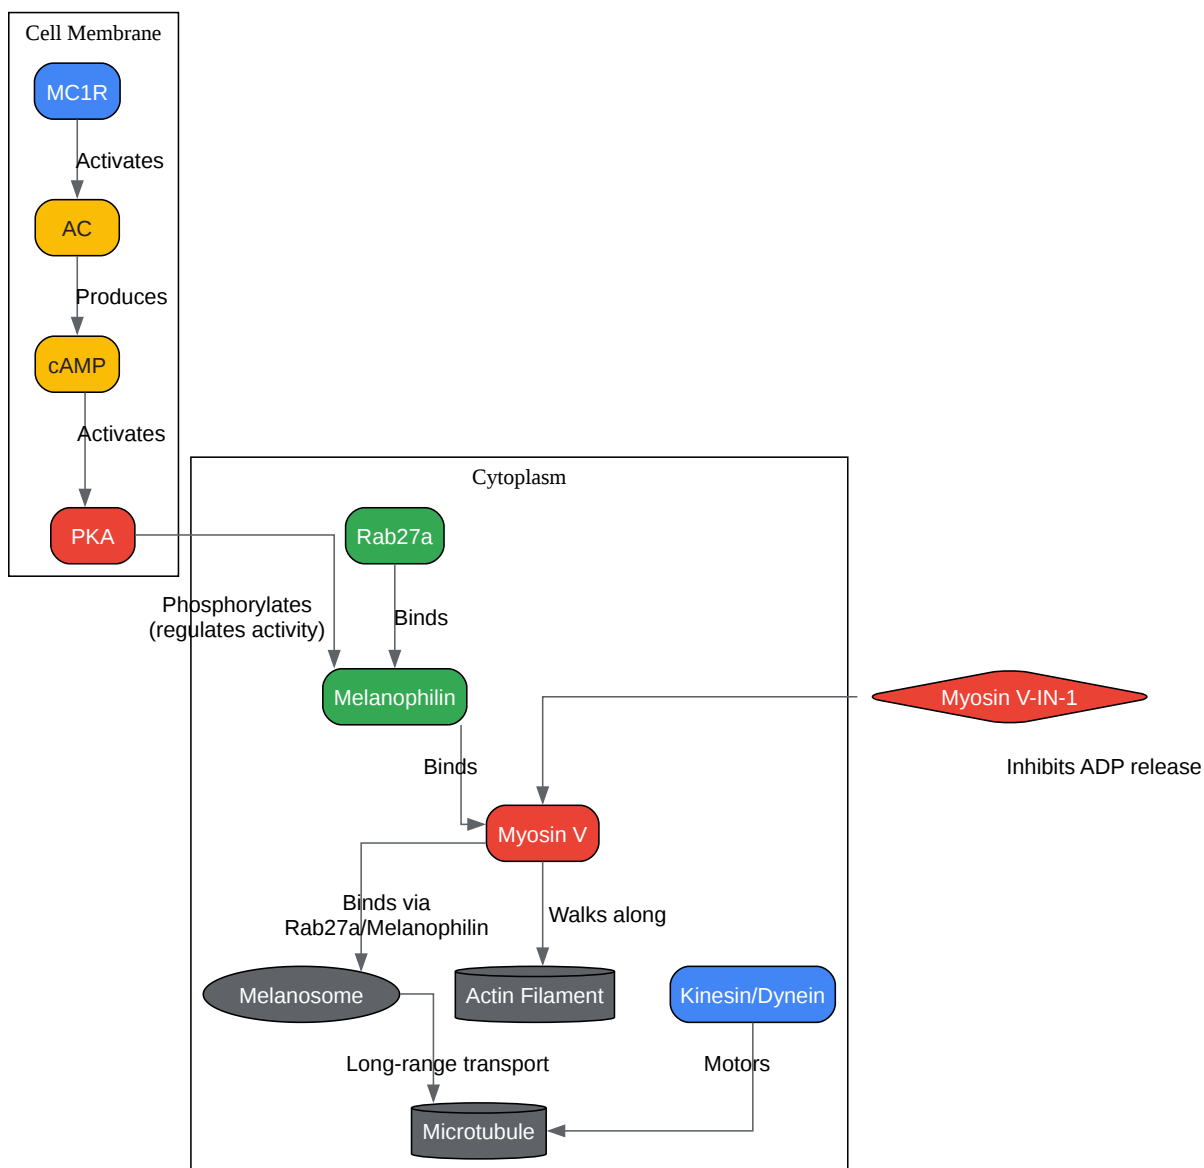 Cell Membrane
MC1R
Activates
AC
Produces
cAMP
Activates
Cytoplasm
PKA
Rab27a
Phosphorylates
(regulates activity)
Binds
Melanophilin
Myosin V-IN-1
Binds
Inhibits ADP release
Myosin V
Binds via
Rab27a/Melanophilin
Walks along
Melanosome
Actin Filament
Kinesin/Dynein
Long-range transport
Motors
Microtubule